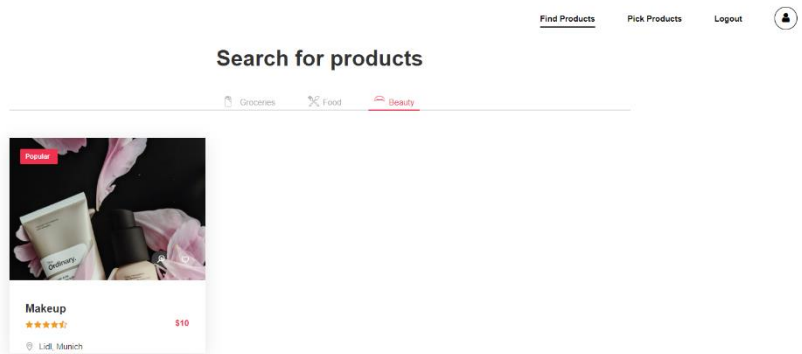 Find Products Pick Products Logout
Search for products
Groceries Food Beauty
Popular
The
Ordinary.
Makeup
$10
Lidl, Munich